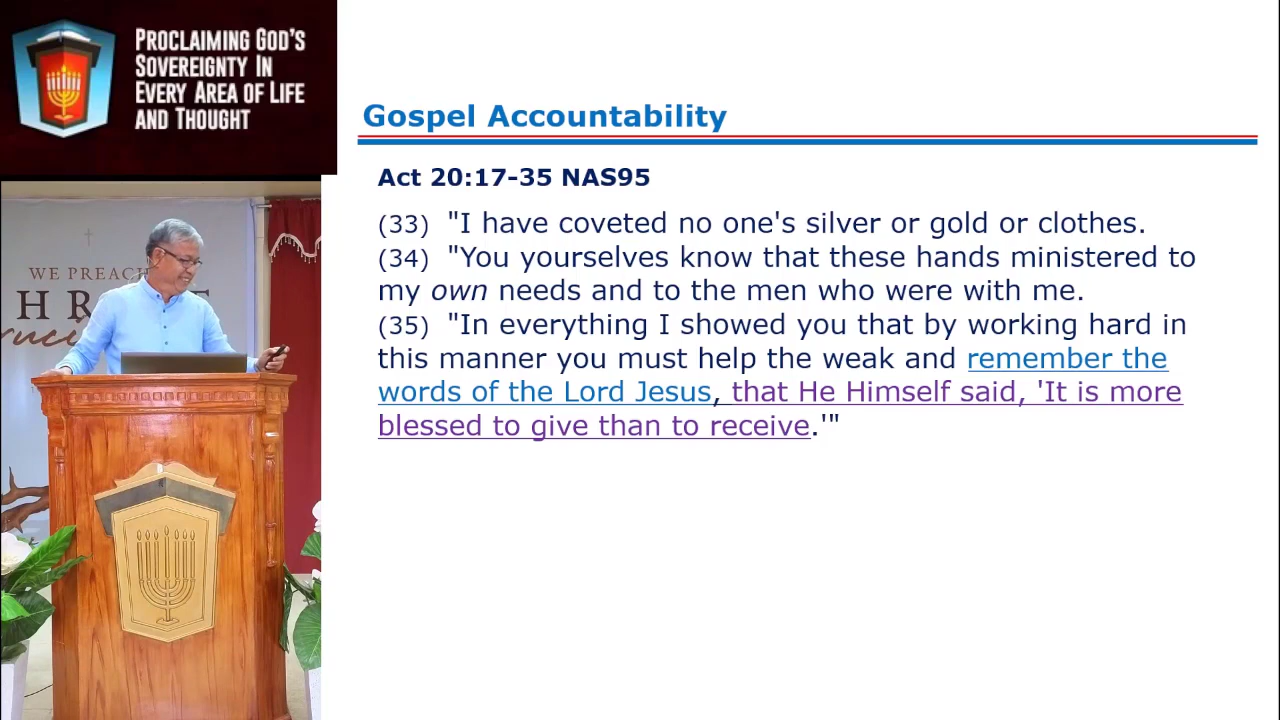 PROCLAIMING GOD'S
SOVEREIGNTY IN
EVERY AREA OF LIFE
AND THOUGHT
WE PREACH
Gospel Accountability
Act 20:17-35 NAS95
(33) "I have coveted no one's silver or gold or clothes.
(34) "You yourselves know that these hands ministered to
my own needs and to the men who were with me.
(35) "In everything I showed you that by working hard in
this manner you must help the weak and remember the
words of the Lord Jesus, that He Himself said, 'It is more
blessed to give than to receive.'"